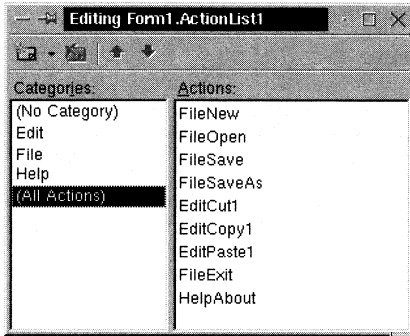 Editing Form1.ActionList1
Categories:
(No Category)
Edit
File
Help
(All Actions)
Actions:
FileNew
FileOpen
FileSave
FileSaveAs
EditCut1
EditCopy1
EditPaste1
FileExit
HelpAbout